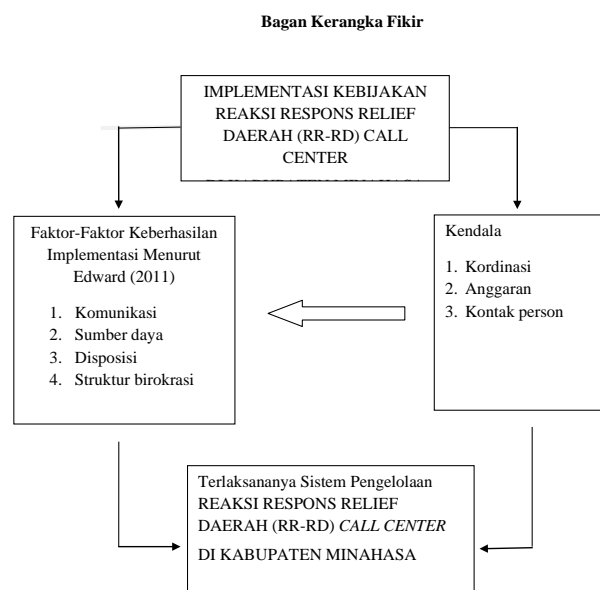 Bagan Kerangka Fikir
IMPLEMENTASI KEBIJAKAN
REAKSI RESPONS RELIEF
DAERAH (RR-RD) CALL
CENTER
Faktor-Faktor Keberhasilan
Implementasi Menurut
Edward (2011)
1. Komunikasi
2. Sumber daya
3. Disposisi
4. Struktur birokrasi
Kendala
1. Kordinasi
2. Anggaran
3. Kontak person
Terlaksananya Sistem Pengelolaan
REAKSI RESPONS RELIEF
DAERAH (RR-RD) CALL CENTER
DI KABUPATEN MINAHASA